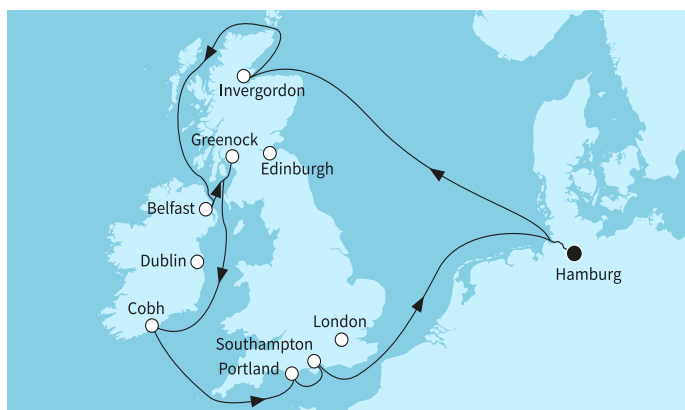 Invergordon
Greenock
Edinburgh
Belfast
Dublin
Hamburg
Cobh
London
Southampton
Portland